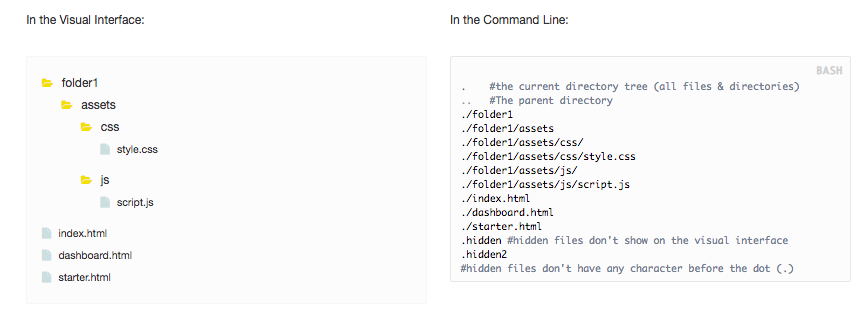 In the Visual Interface:
folder1
assets
css
style.css
js
script.js
index.html
dashboard.html
starter.html
In the Command Line:
BASH
. #the current directory tree (all files & directories)
.. #The parent directory
./folder1
./folder1/assets
./folder1/assets/css/
./folder1/assets/css/style.css
./folder1/assets/js/
./folder1/assets/js/script.js
./index.html
./dashboard.html
./starter.html
.hidden #hidden files don't show on the visual interface
.hidden2
#hidden files don't have any character before the dot (.)